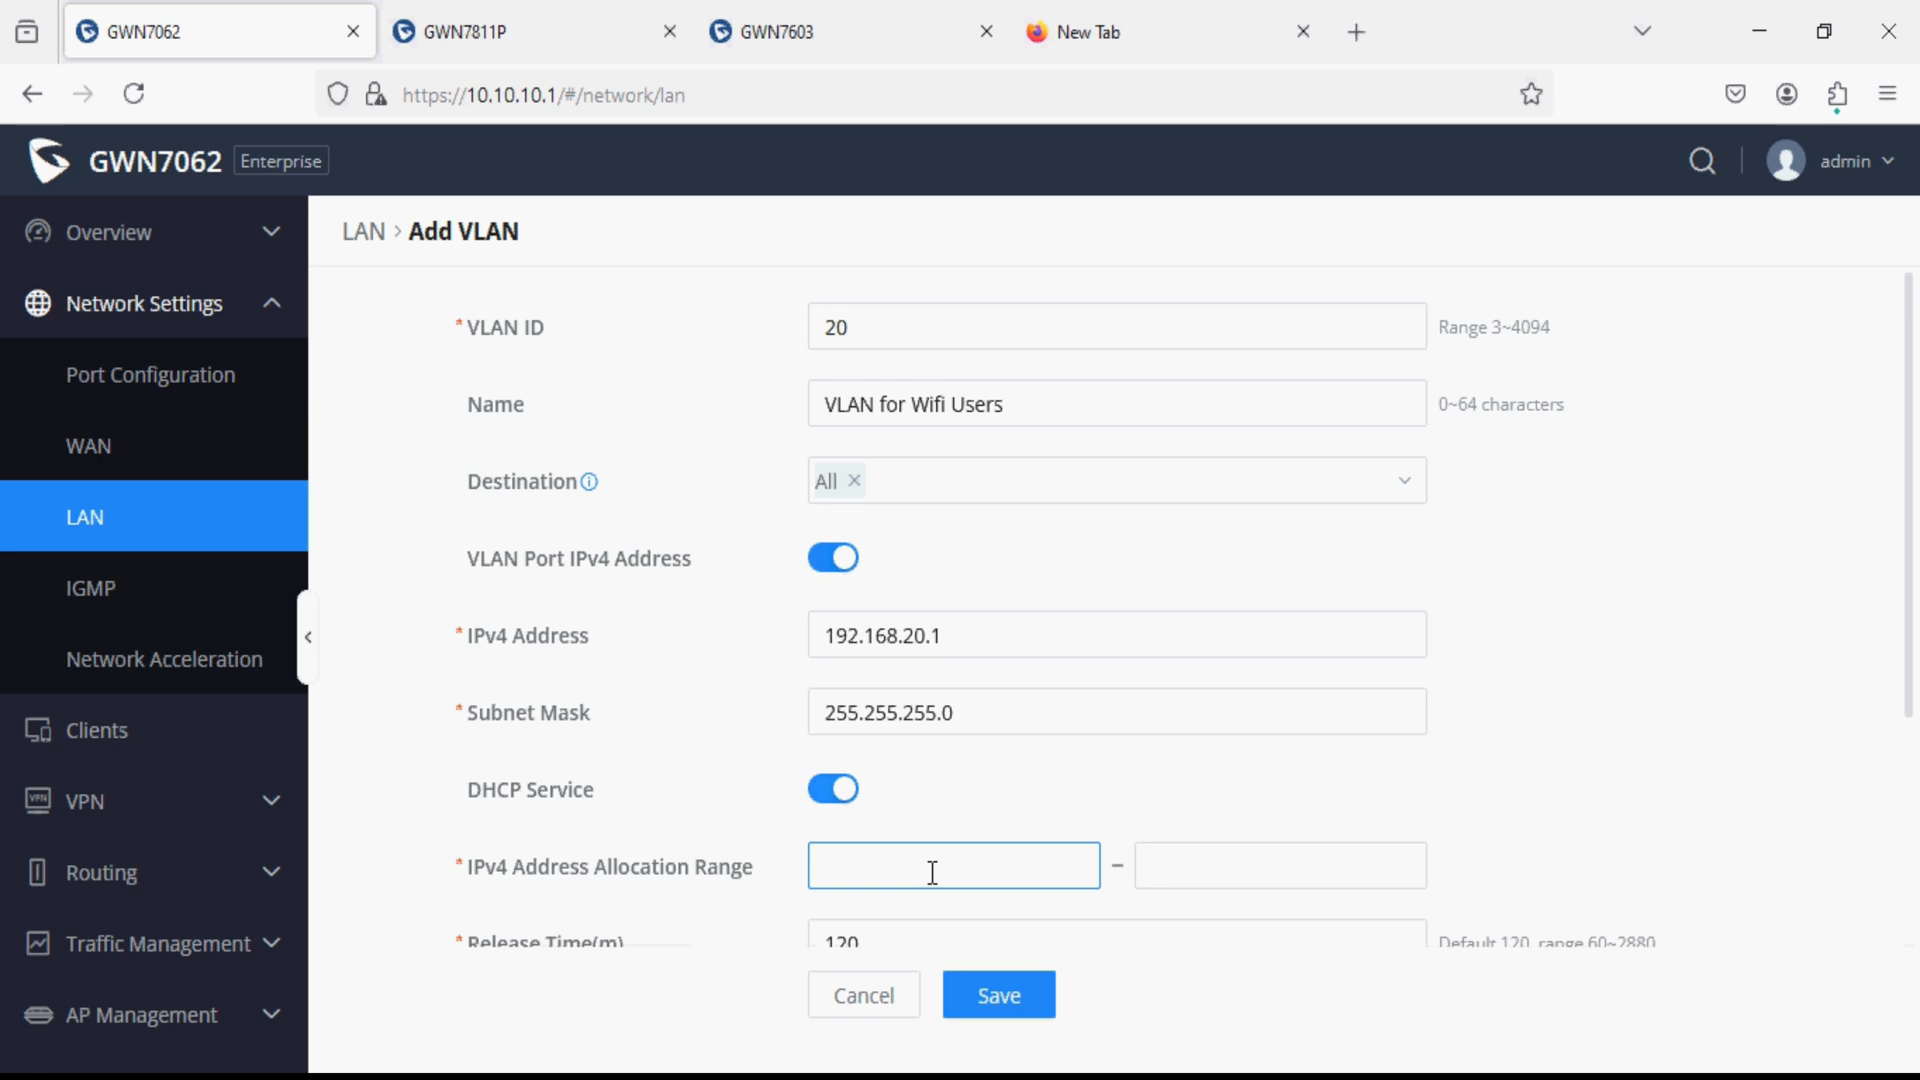 GWN7062
GWN7811P
GWN7603
New Tab
https://10.10.10.1/#/network/lan
GWN7062 Enterprise
admin
Overview
Network Settings
Port Configuration
WAN
LAN
IGMP
Network Acceleration
Clients
VPN
VPN
Routing
Traffic Management
AP Management
LAN > Add VLAN
* VLAN ID 20 Range 3~4094
Name VLAN for Wifi Users 0~64 characters
Destination All
VLAN Port IPv4 Address
* IPv4 Address 192.168.20.1
* Subnet Mask 255.255.255.0
DHCP Service
* IPv4 Address Allocation Range –
* Release Time(m) 120 Default 120, range 60~2880
Cancel Save